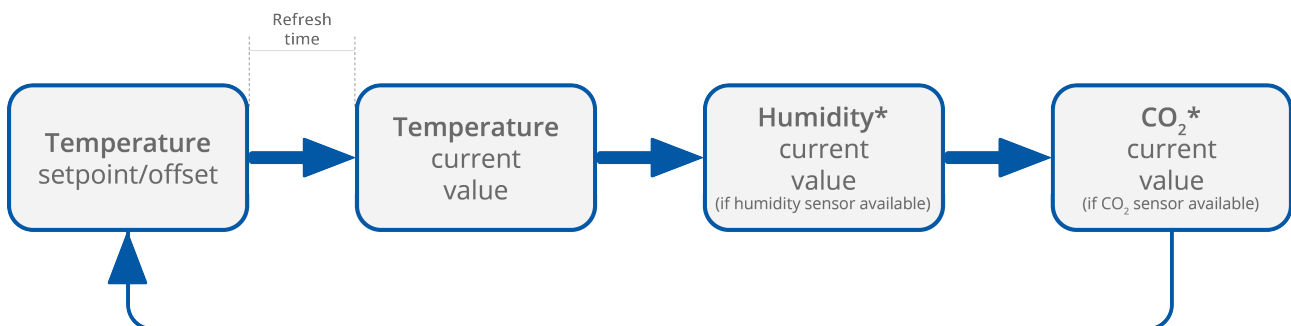 Refresh
time
Temperature
setpoint/offset
Temperature
current
value
Humidity*
current
value
(if humidity sensor available)
CO₂*
current
value
(if CO₂ sensor available)